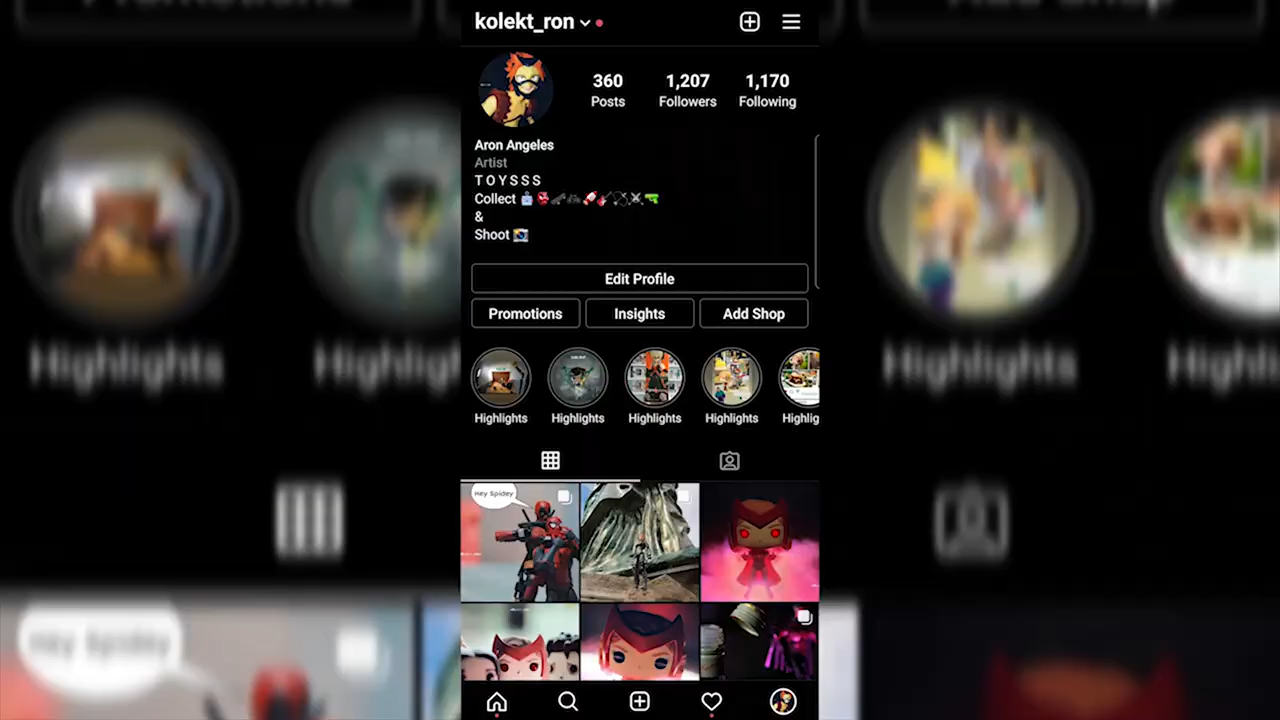 kolekt_ron
360
1,207
1,170
Posts
Followers
Following
Aron Angeles
Artist
T O Y S S S
Collect 
&
Shoot 
Edit Profile
Promotions
Insights
Add Shop
Highlights
Highlights
Highlights
Highlights
Highlig
Hey Spidey